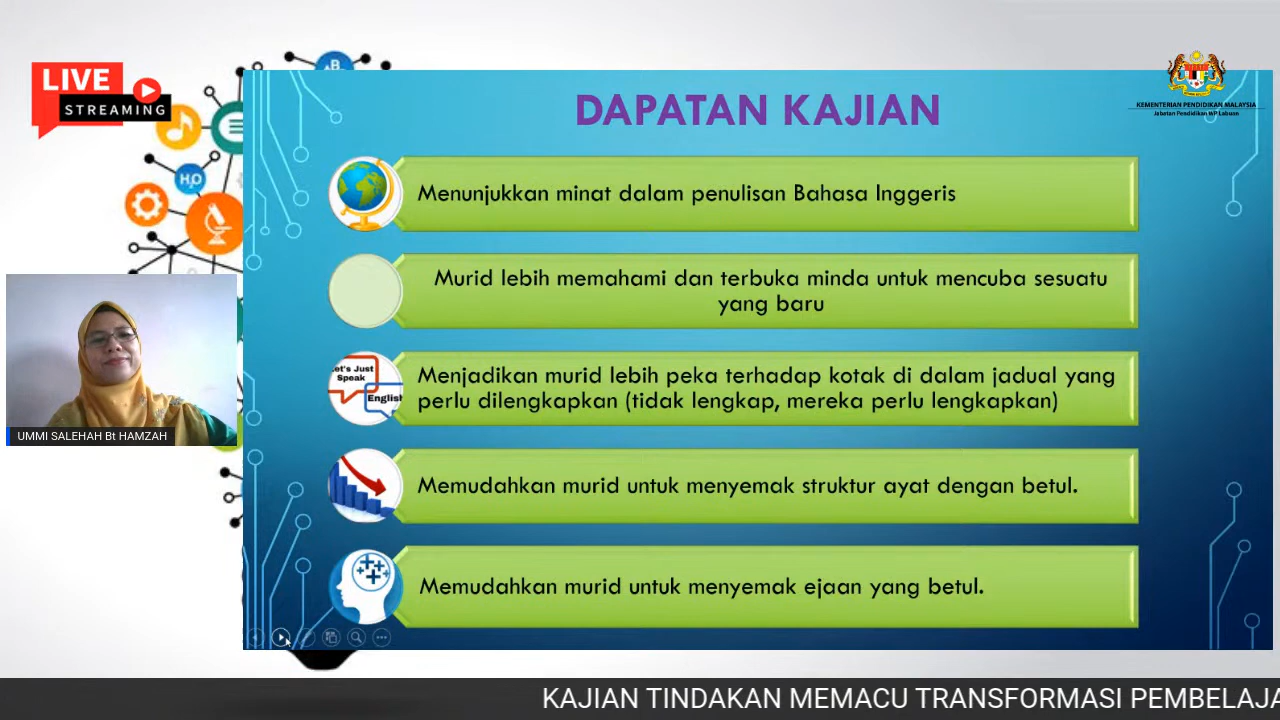 LIVE
STREAMING
B
H₂O
KEMENTERIAN PENDIDIKAN MALAYSIA
Jabatan Pendidikan WP Labuan
DAPATAN KAJIAN
Menunjukkan minat dalam penulisan Bahasa Inggeris
Murid lebih memahami dan terbuka minda untuk mencuba sesuatu
yang baru
et's Just
Speak
English
Menjadikan murid lebih peka terhadap kotak di dalam jadual yang
perlu dilengkapkan (tidak lengkap, mereka perlu lengkapkan)
Memudahkan murid untuk menyemak struktur ayat dengan betul.
Memudahkan murid untuk menyemak ejaan yang betul.
UMMI SALEHAH Bt HAMZAH
KAJIAN TINDAKAN MEMACU TRANSFORMASI PEMBELAJA